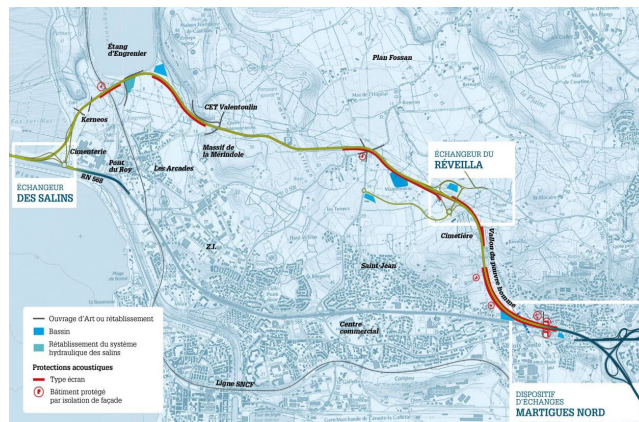 Étang
d'Engrenier
Plan Fossan
CET Valentoulin
Kerneos
Cimenterie
Massif de
la Mérindole
Pont
du Roy
Les Arcades
ÉCHANGEUR DU
RÉVEILLA
ÉCHANGEUR
DES SALINS
RN 568
Cimetière
Vallon du pauvre homme
Z.I.
Saint-Jean
Centre
commercial
Ligne SNCF
Ouvrage d'Art ou rétablissement
Bassin
Rétablissement du système
hydraulique des salins
Protections acoustiques
Type écran
Bâtiment protégé
par isolation de façade
DISPOSITIF
D'ÉCHANGES
MARTIGUES NORD